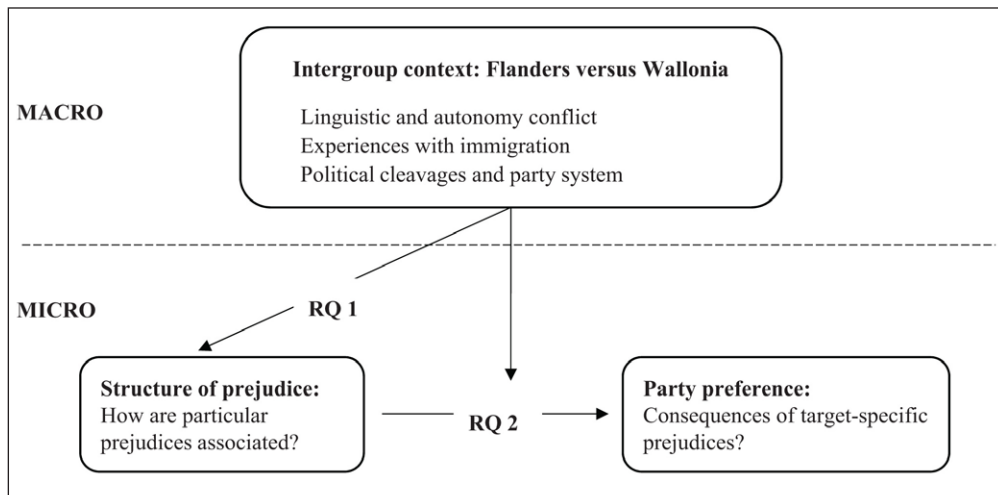 Intergroup context: Flanders versus Wallonia
MACRO
Linguistic and autonomy conflict
Experiences with immigration
Political cleavages and party system
MICRO
RQ 1
Structure of prejudice:
How are particular
prejudices associated?
RQ 2
Party preference:
Consequences of target-specific
prejudices?